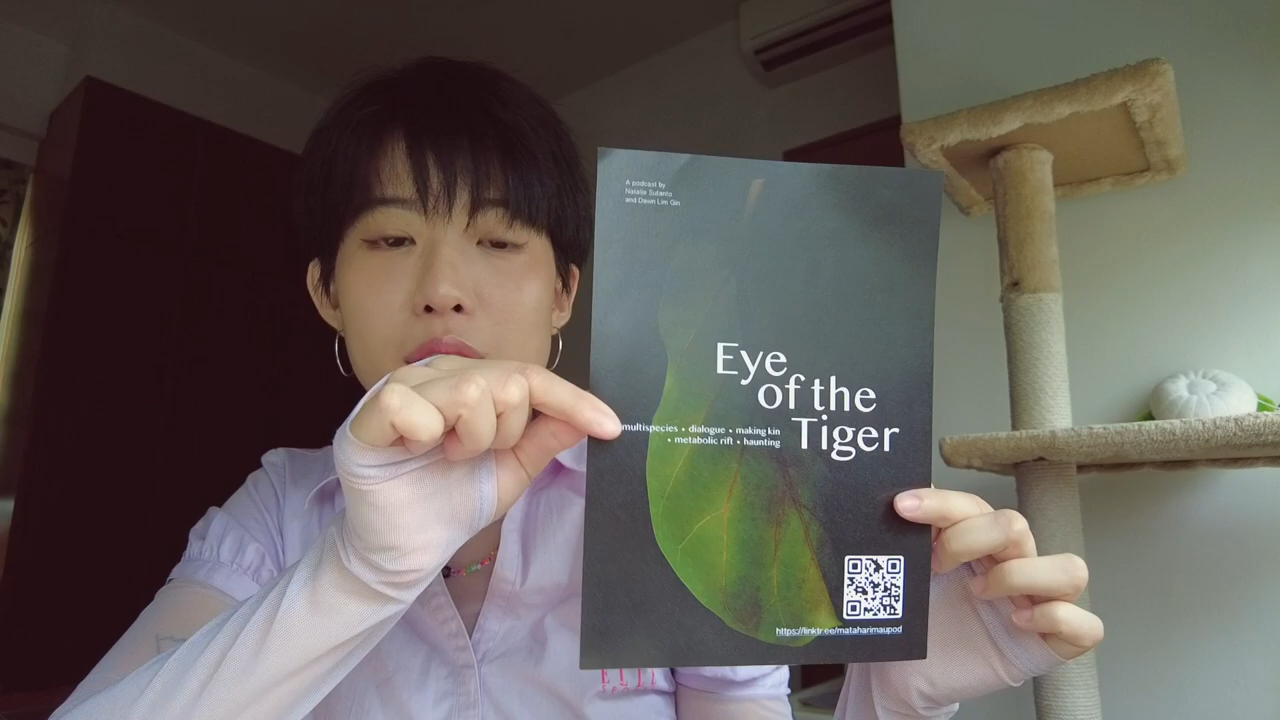 A podcast by
Natalie Sutanto
and Dawn Lim Gin
Eye
of the
Tiger
multispecies • dialogue • making kin
• metabolic rift • haunting
https://linktr.ee/mataharimaupod